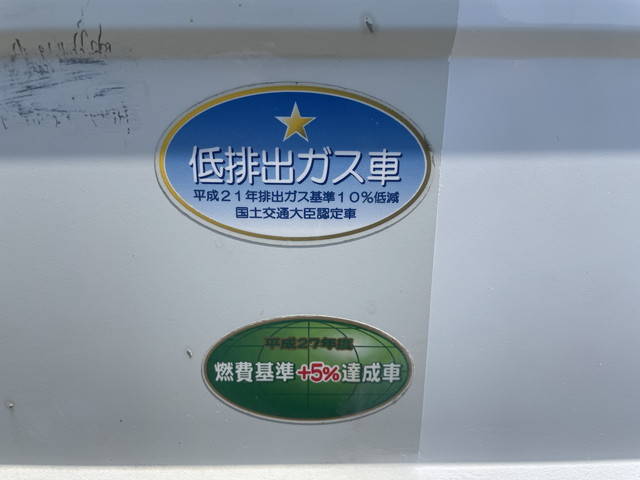 低排出ガス車
平成21年排出ガス基準10%低減
国土交通大臣認定車
平成27年度
燃費基準+5%達成車